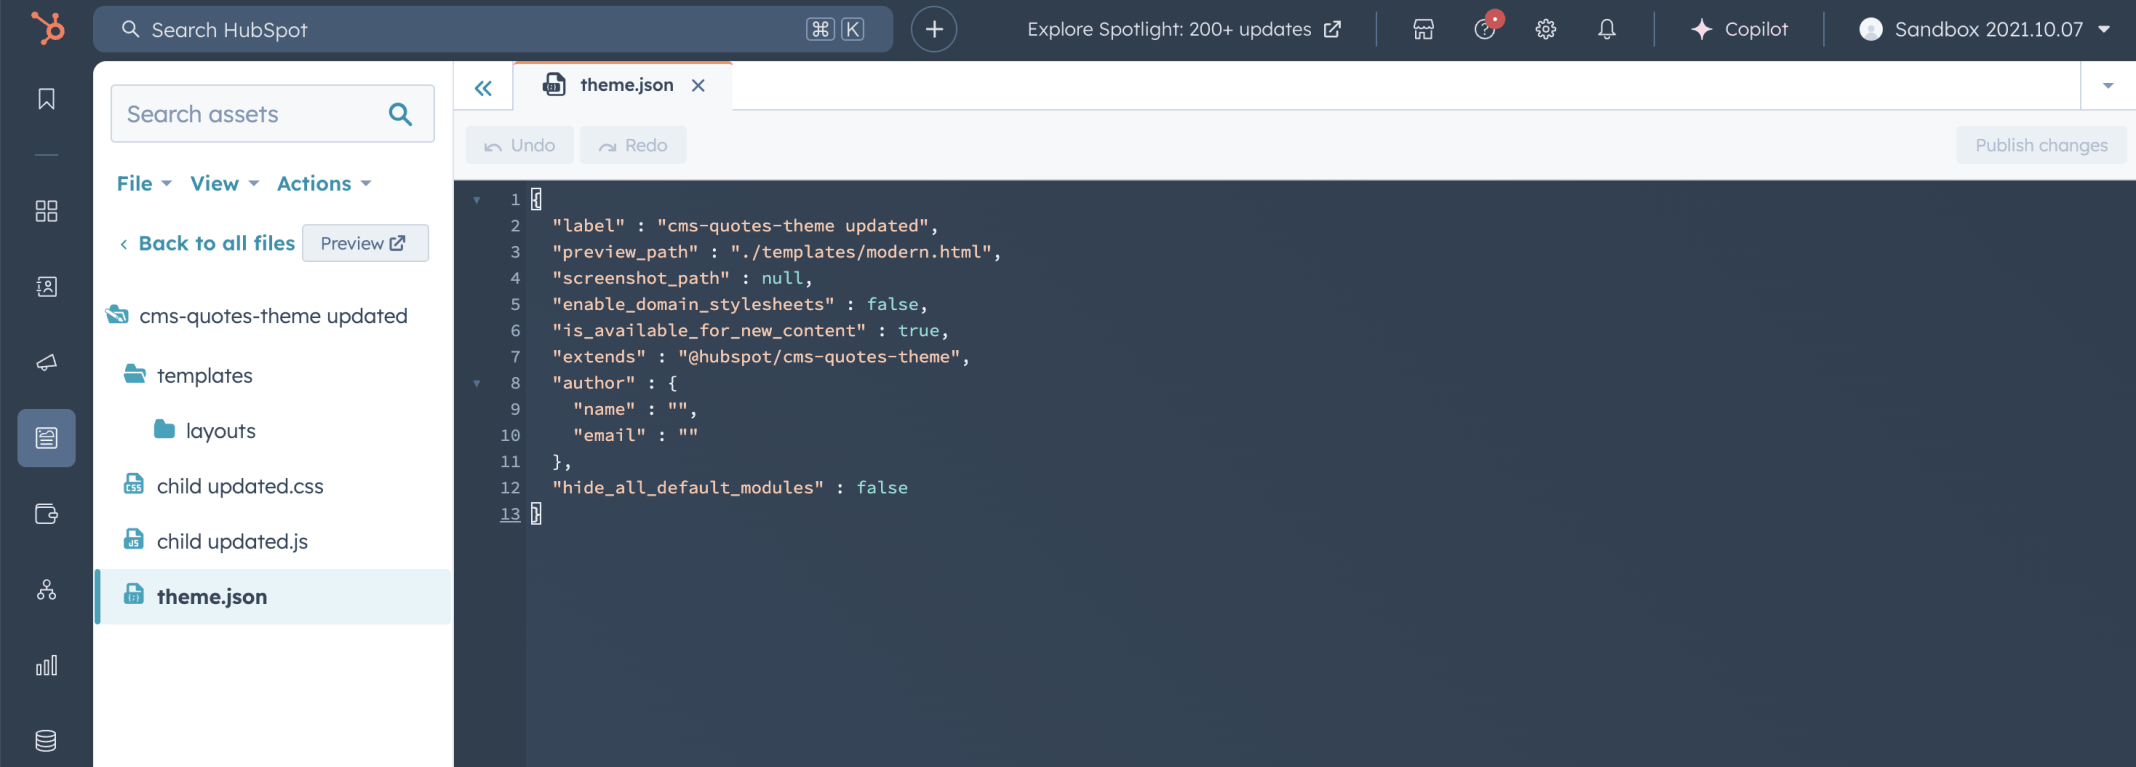 Search HubSpot ⌘ K Explore Spotlight: 200+ updates Copilot Sandbox 2021.10.07
Search assets
File View Actions
Back to all files Preview
cms-quotes-theme updated
templates
layouts
child updated.css
child updated.js
theme.json
theme.json
Undo Redo Publish changes
1 {
2 "label" : "cms-quotes-theme updated",
3 "preview_path" : "./templates/modern.html",
4 "screenshot_path" : null,
5 "enable_domain_stylesheets" : false,
6 "is_available_for_new_content" : true,
7 "extends" : "@hubspot/cms-quotes-theme",
8 "author" : {
9 "name" : "",
10 "email" : ""
11 },
12 "hide_all_default_modules" : false
13 }